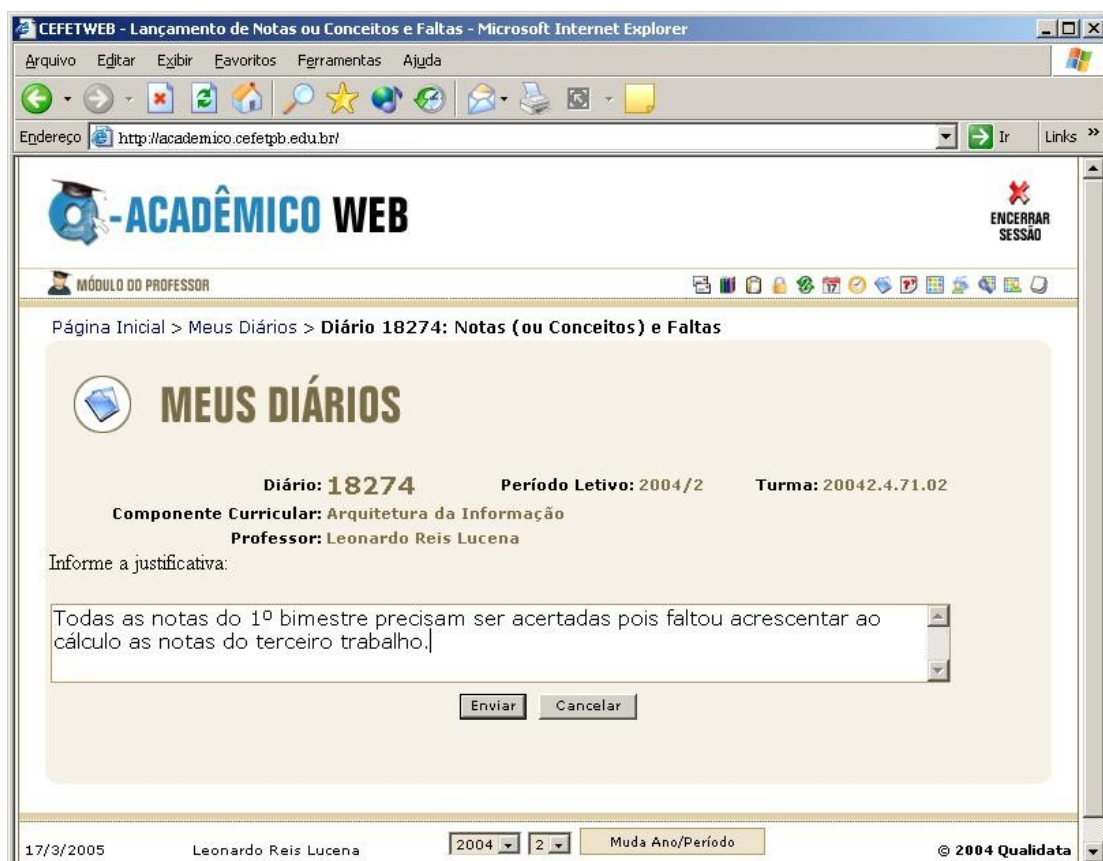 CEFETWEB - Lançamento de Notas ou Conceitos e Faltas - Microsoft Internet Explorer
Arquivo Editar Exibir Favoritos Ferramentas Ajuda
Endereço http://academico.cefetpb.edu.br/ Ir Links »
Q-ACADÊMICO WEB
ENCERRAR
SESSÃO
MÓDULO DO PROFESSOR
17
Página Inicial > Meus Diários > Diário 18274: Notas (ou Conceitos) e Faltas
MEUS DIÁRIOS
Diário: 18274 Período Letivo: 2004/2 Turma: 20042.4.71.02
Componente Curricular: Arquitetura da Informação
Professor: Leonardo Reis Lucena
Informe a justificativa:
Todas as notas do 1º bimestre precisam ser acertadas pois faltou acrescentar ao
cálculo as notas do terceiro trabalho.
Enviar Cancelar
17/3/2005 Leonardo Reis Lucena 2004 2 Muda Ano/Período © 2004 Qualidata